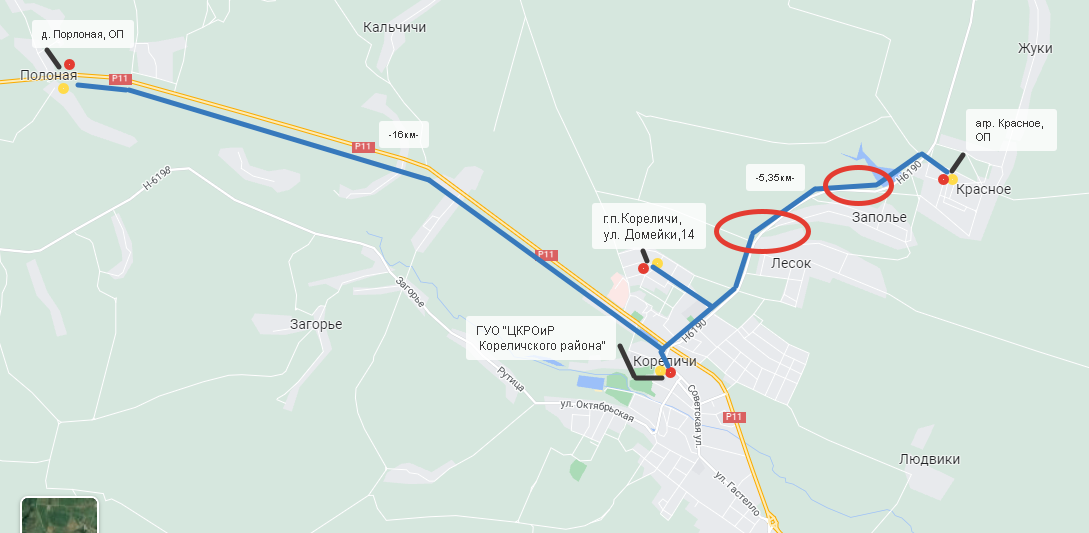 Кальчичи
д. Порлоная, ОП
Жуки
Полоная
Р11
агр. Красное,
ОП
-16км-
Р11
Н-6198
-5,35км-
Н6190
Красное
г.п.Кореличи,
ул. Домейки,14
Заполье
Р11
Лесок
Загорье
Загорье
ГУО "ЦКРОиР
Кореличского района"
Н6190
Кореличи
Рутица
ул. Октябрьская
Советская ул.
Р11
Людвики
ул. Гастелло